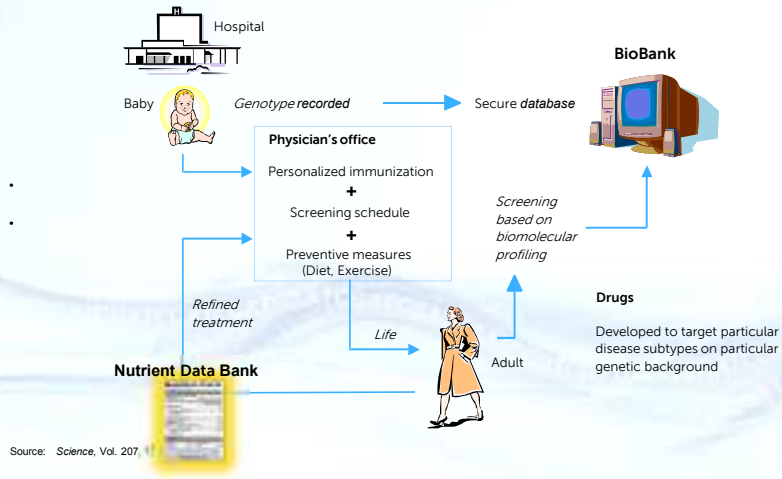 Hospital
BioBank
Baby
Genotype recorded
Secure database
Physician's office
Personalized immunization
+
Screening schedule
+
Preventive measures
(Diet, Exercise)
Screening
based on
biomolecular
profiling
Refined
treatment
Life
Adult
Drugs
Developed to target particular
disease subtypes on particular
genetic background
Nutrient Data Bank
Source: Science, Vol. 207,